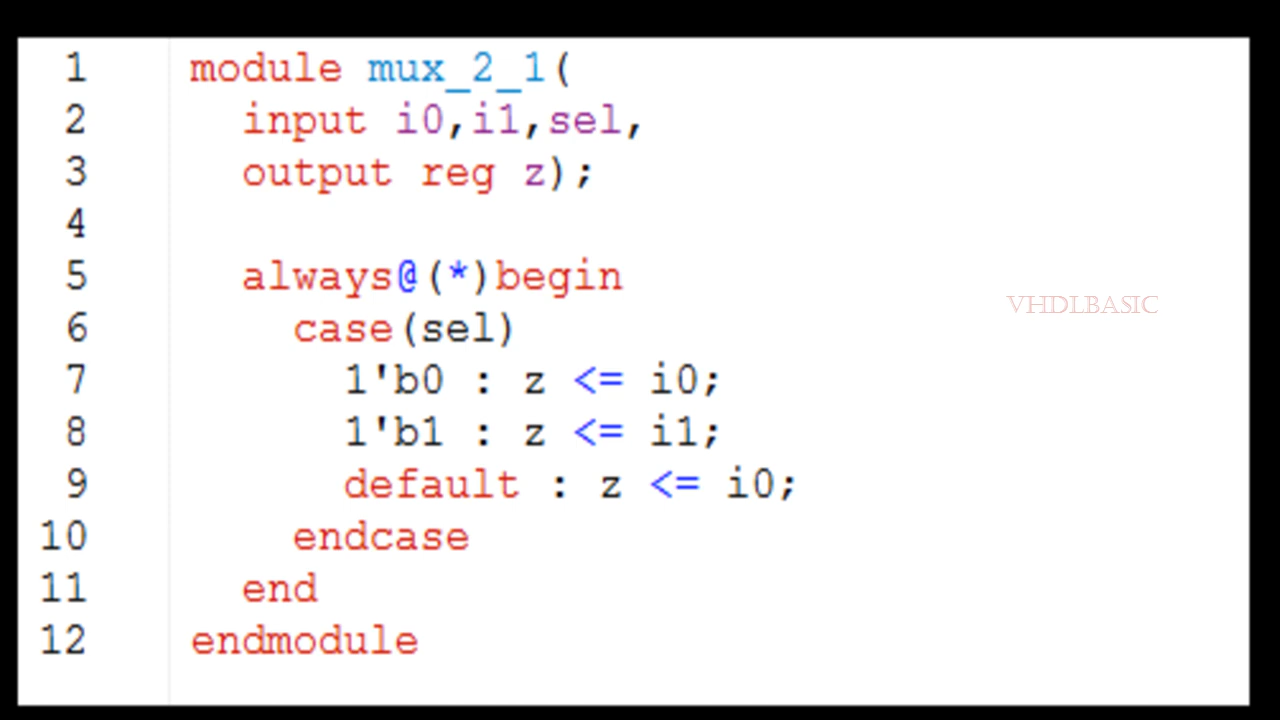 1 module mux_2_1(
2 input i0,i1,sel,
3 output reg z);
4
5 always@(*)begin
6 case(sel)
7 1'b0 : z <= i0;
8 1'b1 : z <= i1;
9 default : z <= i0;
10 endcase
11 end
12 endmodule
VHDLBASIC